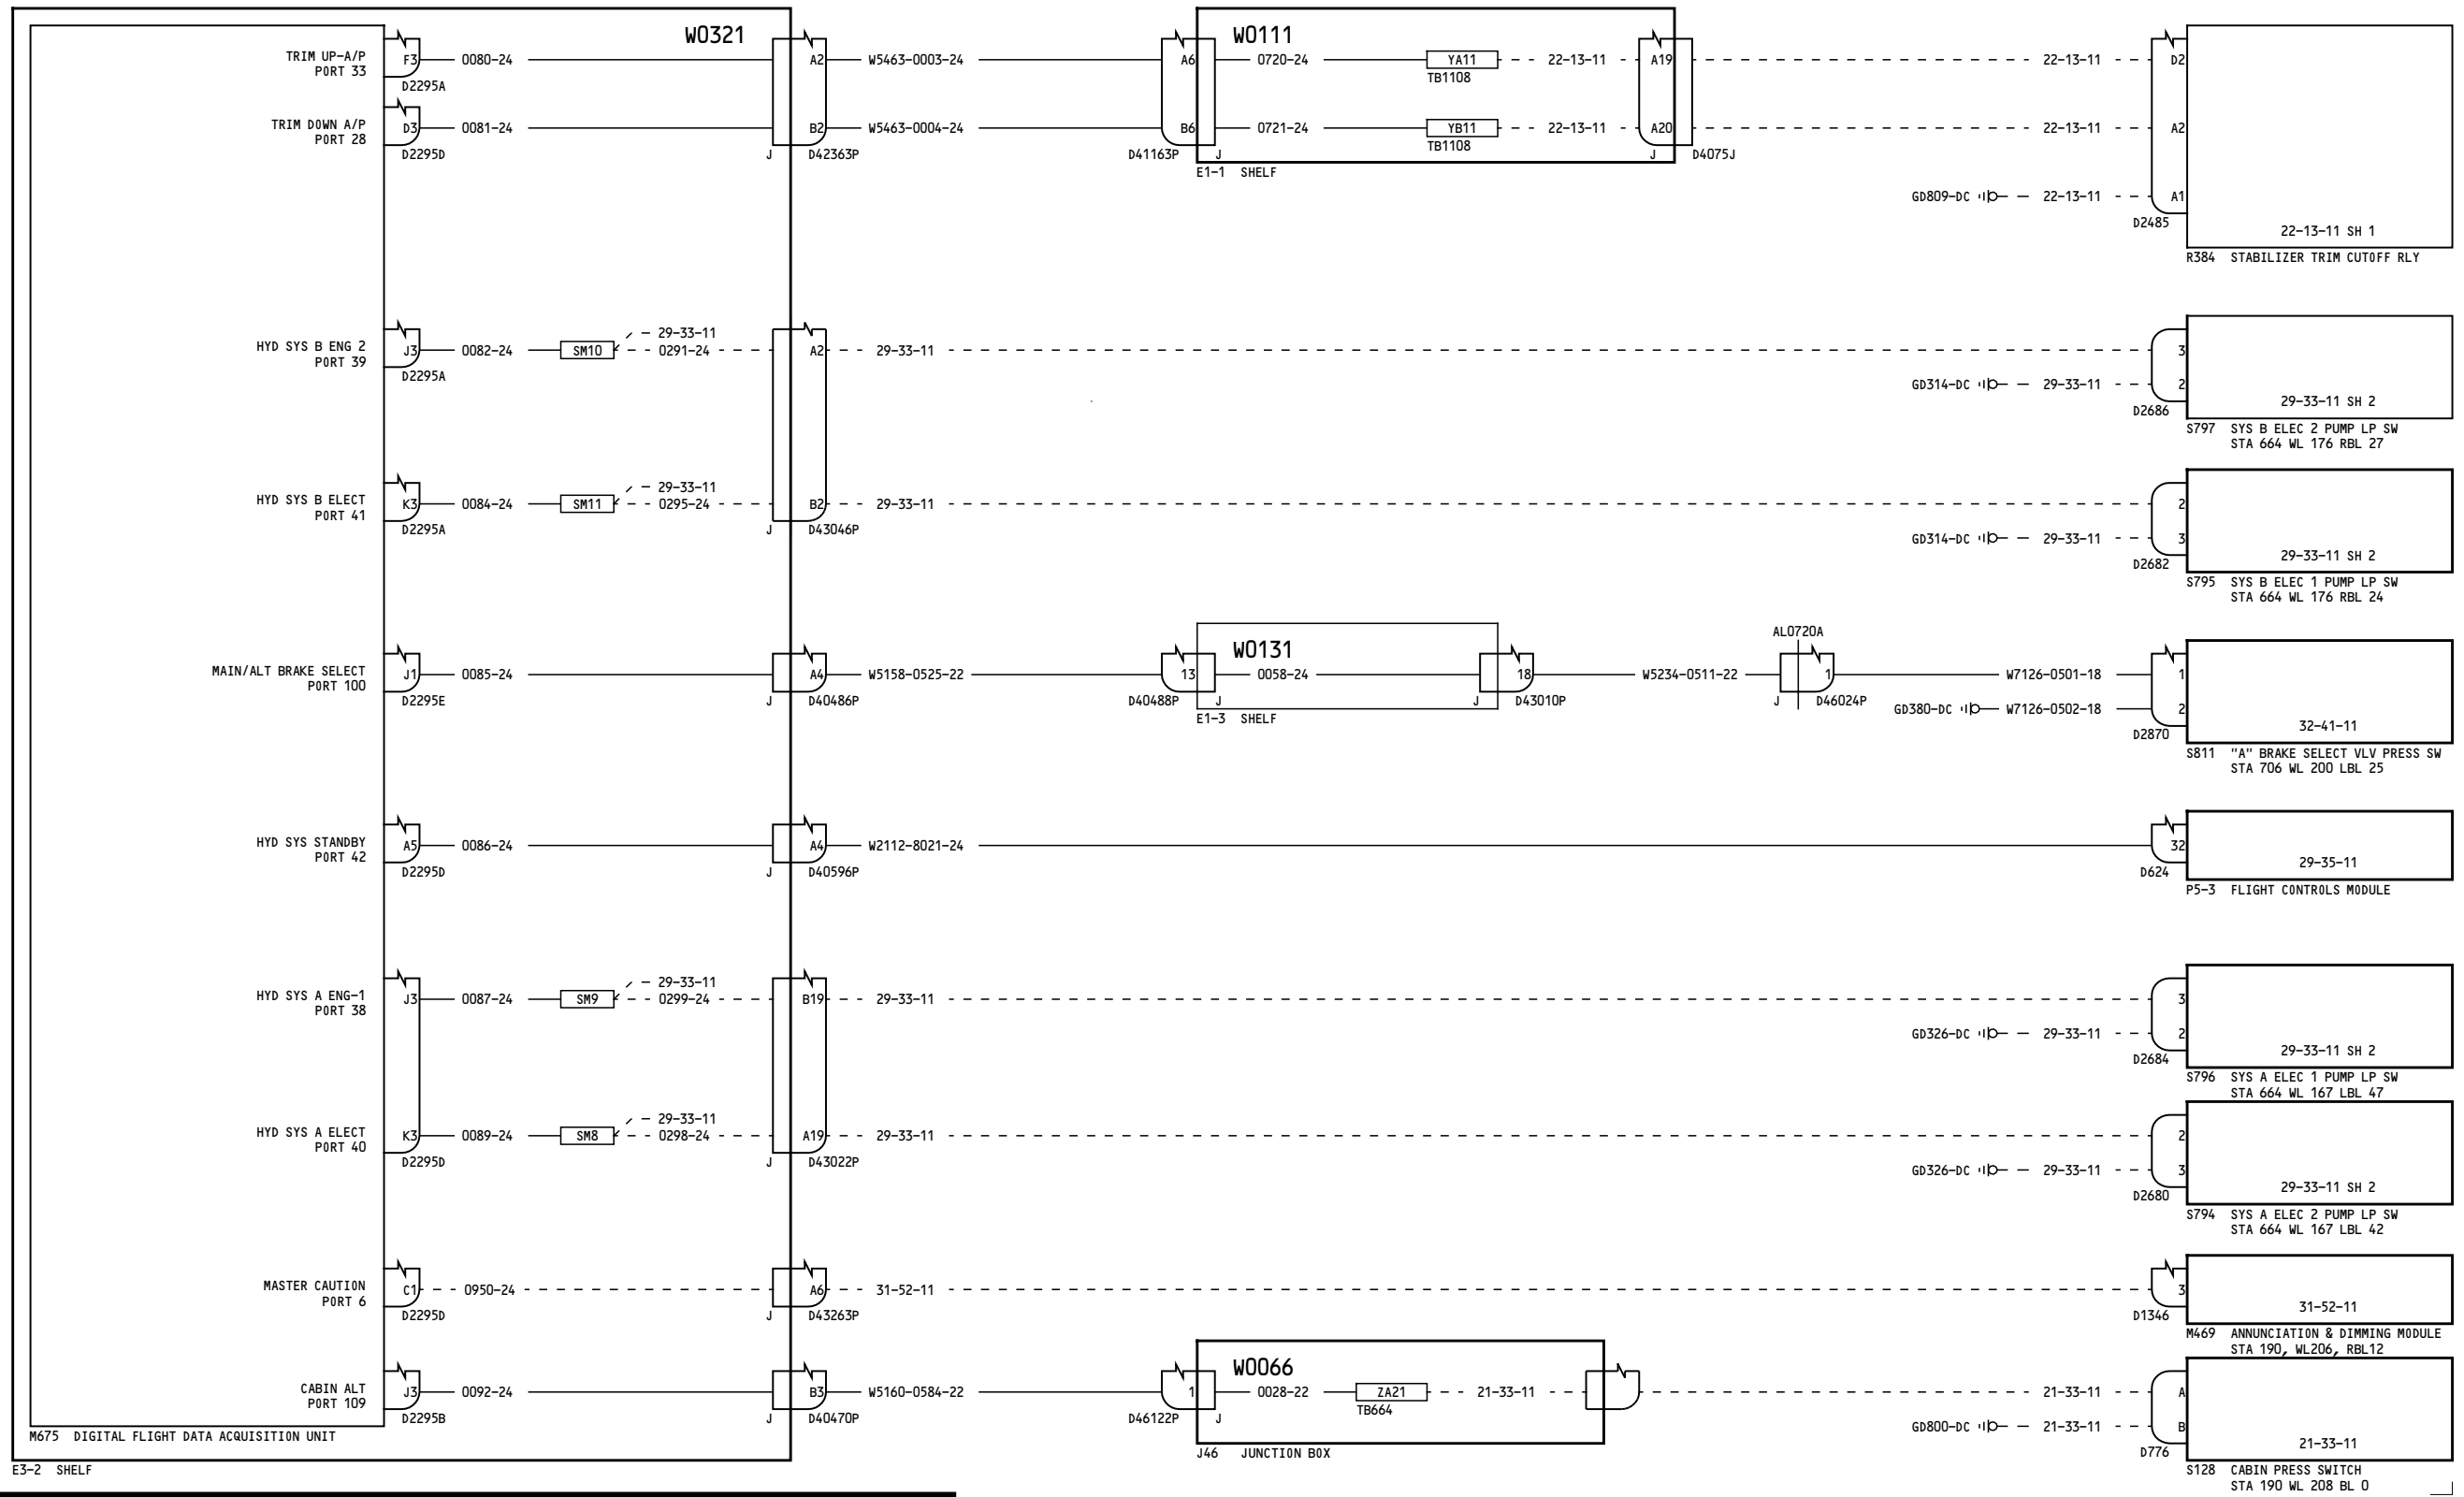 W0321
TRIM UP-A/P
PORT 33
F3
0080-24
D2295A
A2
W5463-0003-24
A6
W0111
0720-24
YA11
TB1108
22-13-11
A19
22-13-11
D2
TRIM DOWN A/P
PORT 28
D3
0081-24
D2295D
B2
W5463-0004-24
B6
0721-24
YB11
TB1108
22-13-11
A20
22-13-11
A2
J
D42363P
D41163P
J
J
D4075J
E1-1 SHELF
GD809-DC
22-13-11
A1
D2485
22-13-11 SH 1
R384 STABILIZER TRIM CUTOFF RLY
HYD SYS B ENG 2
PORT 39
J3
0082-24
D2295A
SM10
29-33-11
0291-24
A2
29-33-11
3
GD314-DC
29-33-11
2
D2686
29-33-11 SH 2
S797 SYS B ELEC 2 PUMP LP SW
STA 664 WL 176 RBL 27
HYD SYS B ELECT
PORT 41
K3
0084-24
D2295A
SM11
29-33-11
0295-24
B2
29-33-11
J
D43046P
2
GD314-DC
29-33-11
3
D2682
29-33-11 SH 2
S795 SYS B ELEC 1 PUMP LP SW
STA 664 WL 176 RBL 24
MAIN/ALT BRAKE SELECT
PORT 100
J1
0085-24
D2295E
A4
J
D40486P
W5158-0525-22
13
D40488P
J
W0131
0058-24
E1-3 SHELF
18
J
D43010P
W5234-0511-22
AL0720A
1
J
D46024P
W7126-0501-18
1
GD380-DC
W7126-0502-18
2
D2870
32-41-11
S811 "A" BRAKE SELECT VLV PRESS SW
STA 706 WL 200 LBL 25
HYD SYS STANDBY
PORT 42
A5
0086-24
D2295D
A4
J
D40596P
W2112-8021-24
32
D624
29-35-11
P5-3 FLIGHT CONTROLS MODULE
HYD SYS A ENG-1
PORT 38
J3
0087-24
SM9
29-33-11
0299-24
B19
29-33-11
3
GD326-DC
29-33-11
2
D2684
29-33-11 SH 2
S796 SYS A ELEC 1 PUMP LP SW
STA 664 WL 167 LBL 47
HYD SYS A ELECT
PORT 40
K3
0089-24
D2295D
SM8
29-33-11
0298-24
A19
29-33-11
J
D43022P
2
GD326-DC
29-33-11
3
D2680
29-33-11 SH 2
S794 SYS A ELEC 2 PUMP LP SW
STA 664 WL 167 LBL 42
MASTER CAUTION
PORT 6
C1
0950-24
D2295D
A6
J
D43263P
31-52-11
3
D1346
31-52-11
M469 ANNUNCIATION & DIMMING MODULE
STA 190, WL206, RBL12
CABIN ALT
PORT 109
J3
0092-24
D2295B
B3
J
D40470P
W5160-0584-22
1
D46122P
J
W0066
0028-22
ZA21
TB664
21-33-11
J46 JUNCTION BOX
21-33-11
A
GD800-DC
21-33-11
B
D776
21-33-11
S128 CABIN PRESS SWITCH
STA 190 WL 208 BL 0
M675 DIGITAL FLIGHT DATA ACQUISITION UNIT
E3-2 SHELF